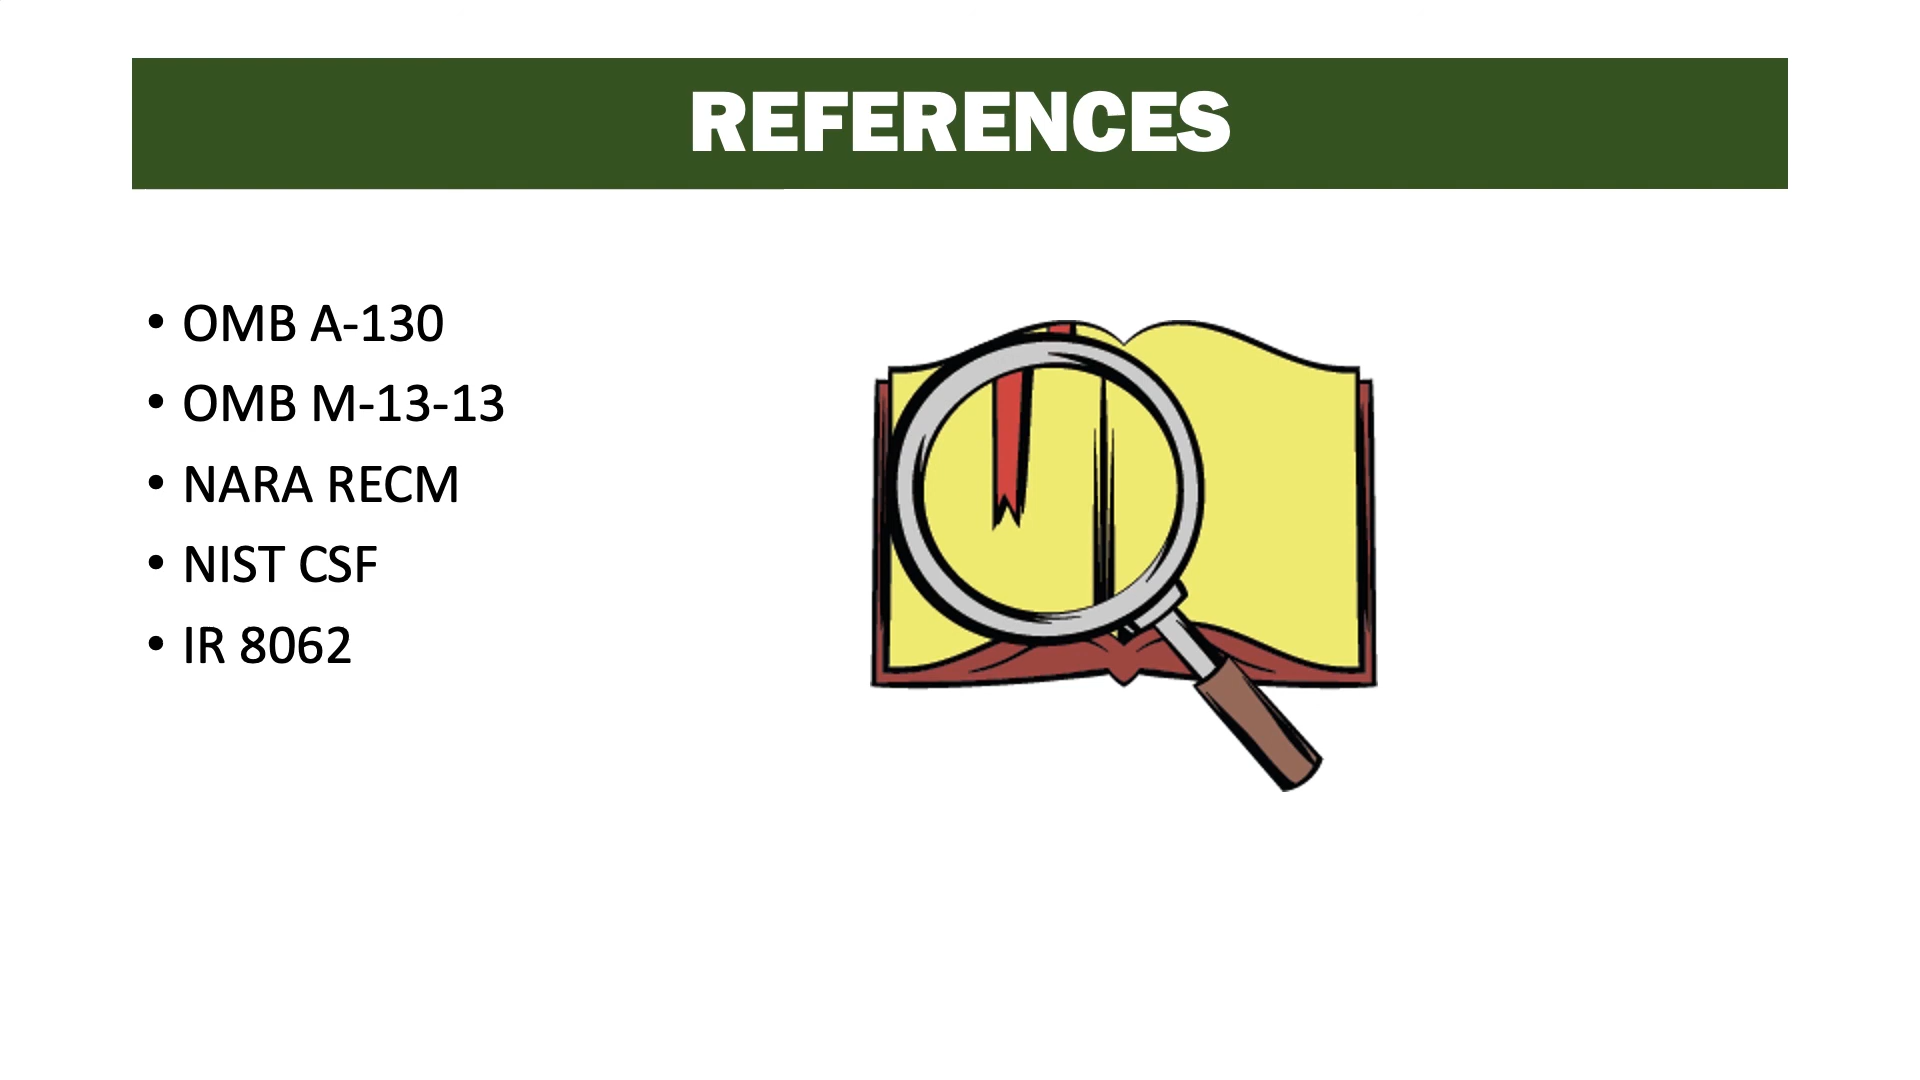 REFERENCES
• OMB A-130
• OMB M-13-13
• NARA RECM
• NIST CSF
• IR 8062